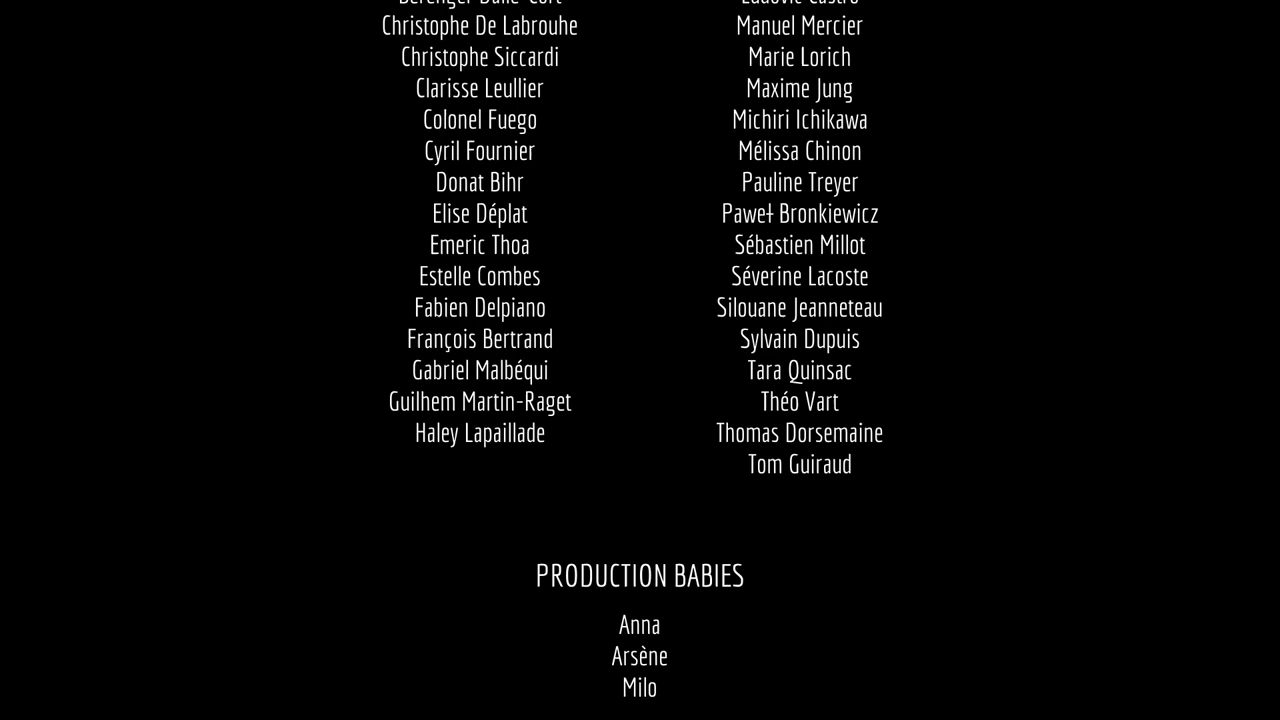 Christophe De Labrouhe
Christophe Siccardi
Clarisse Leullier
Colonel Fuego
Cyril Fournier
Donat Bihr
Elise Déplat
Emeric Thoa
Estelle Combes
Fabien Delpiano
François Bertrand
Gabriel Malbéqui
Guilhem Martin-Raget
Haley Lapaillade
Manuel Mercier
Marie Lorich
Maxime Jung
Michiri Ichikawa
Mélissa Chinon
Pauline Treyer
Paweł Bronkiewicz
Sébastien Millot
Séverine Lacoste
Silouane Jeanneteau
Sylvain Dupuis
Tara Quinsac
Théo Vart
Thomas Dorsemaine
Tom Guiraud
PRODUCTION BABIES
Anna
Arsène
Milo